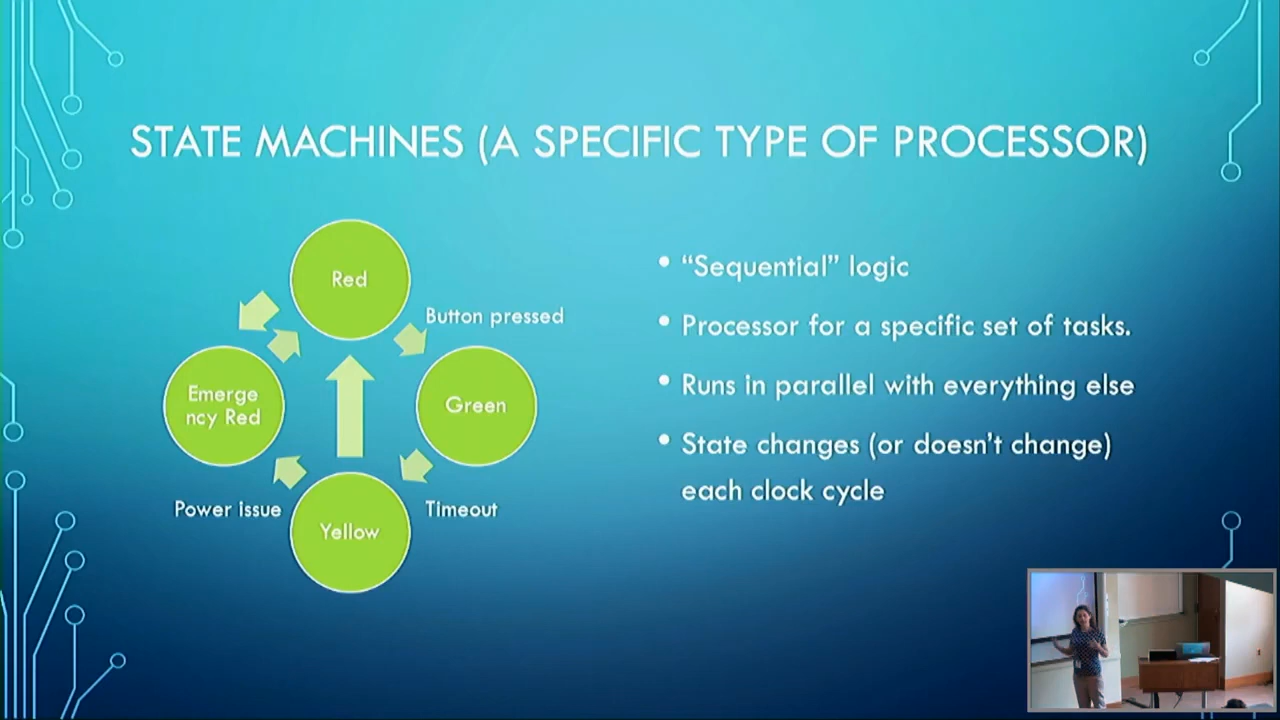 STATE MACHINES (A SPECIFIC TYPE OF PROCESSOR)
Red
Button pressed
Emerge
ncy Red
Green
Power issue
Timeout
Yellow
• “Sequential” logic
• Processor for a specific set of tasks.
• Runs in parallel with everything else
• State changes (or doesn’t change)
each clock cycle